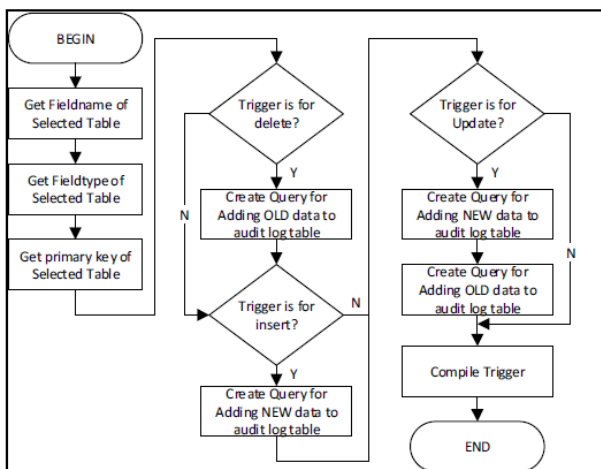 BEGIN
Get Fieldname of
Selected Table
Get Fieldtype of
Selected Table
Get primary key of
Selected Table
Trigger is for
delete?
Y
N
Create Query for
Adding OLD data to
audit log table
Trigger is for
insert?
N
Y
Create Query for
Adding NEW data to
audit log table
Trigger is for
Update?
Y
N
Create Query for
Adding NEW data to
audit log table
Create Query for
Adding OLD data to
audit log table
Compile Trigger
END